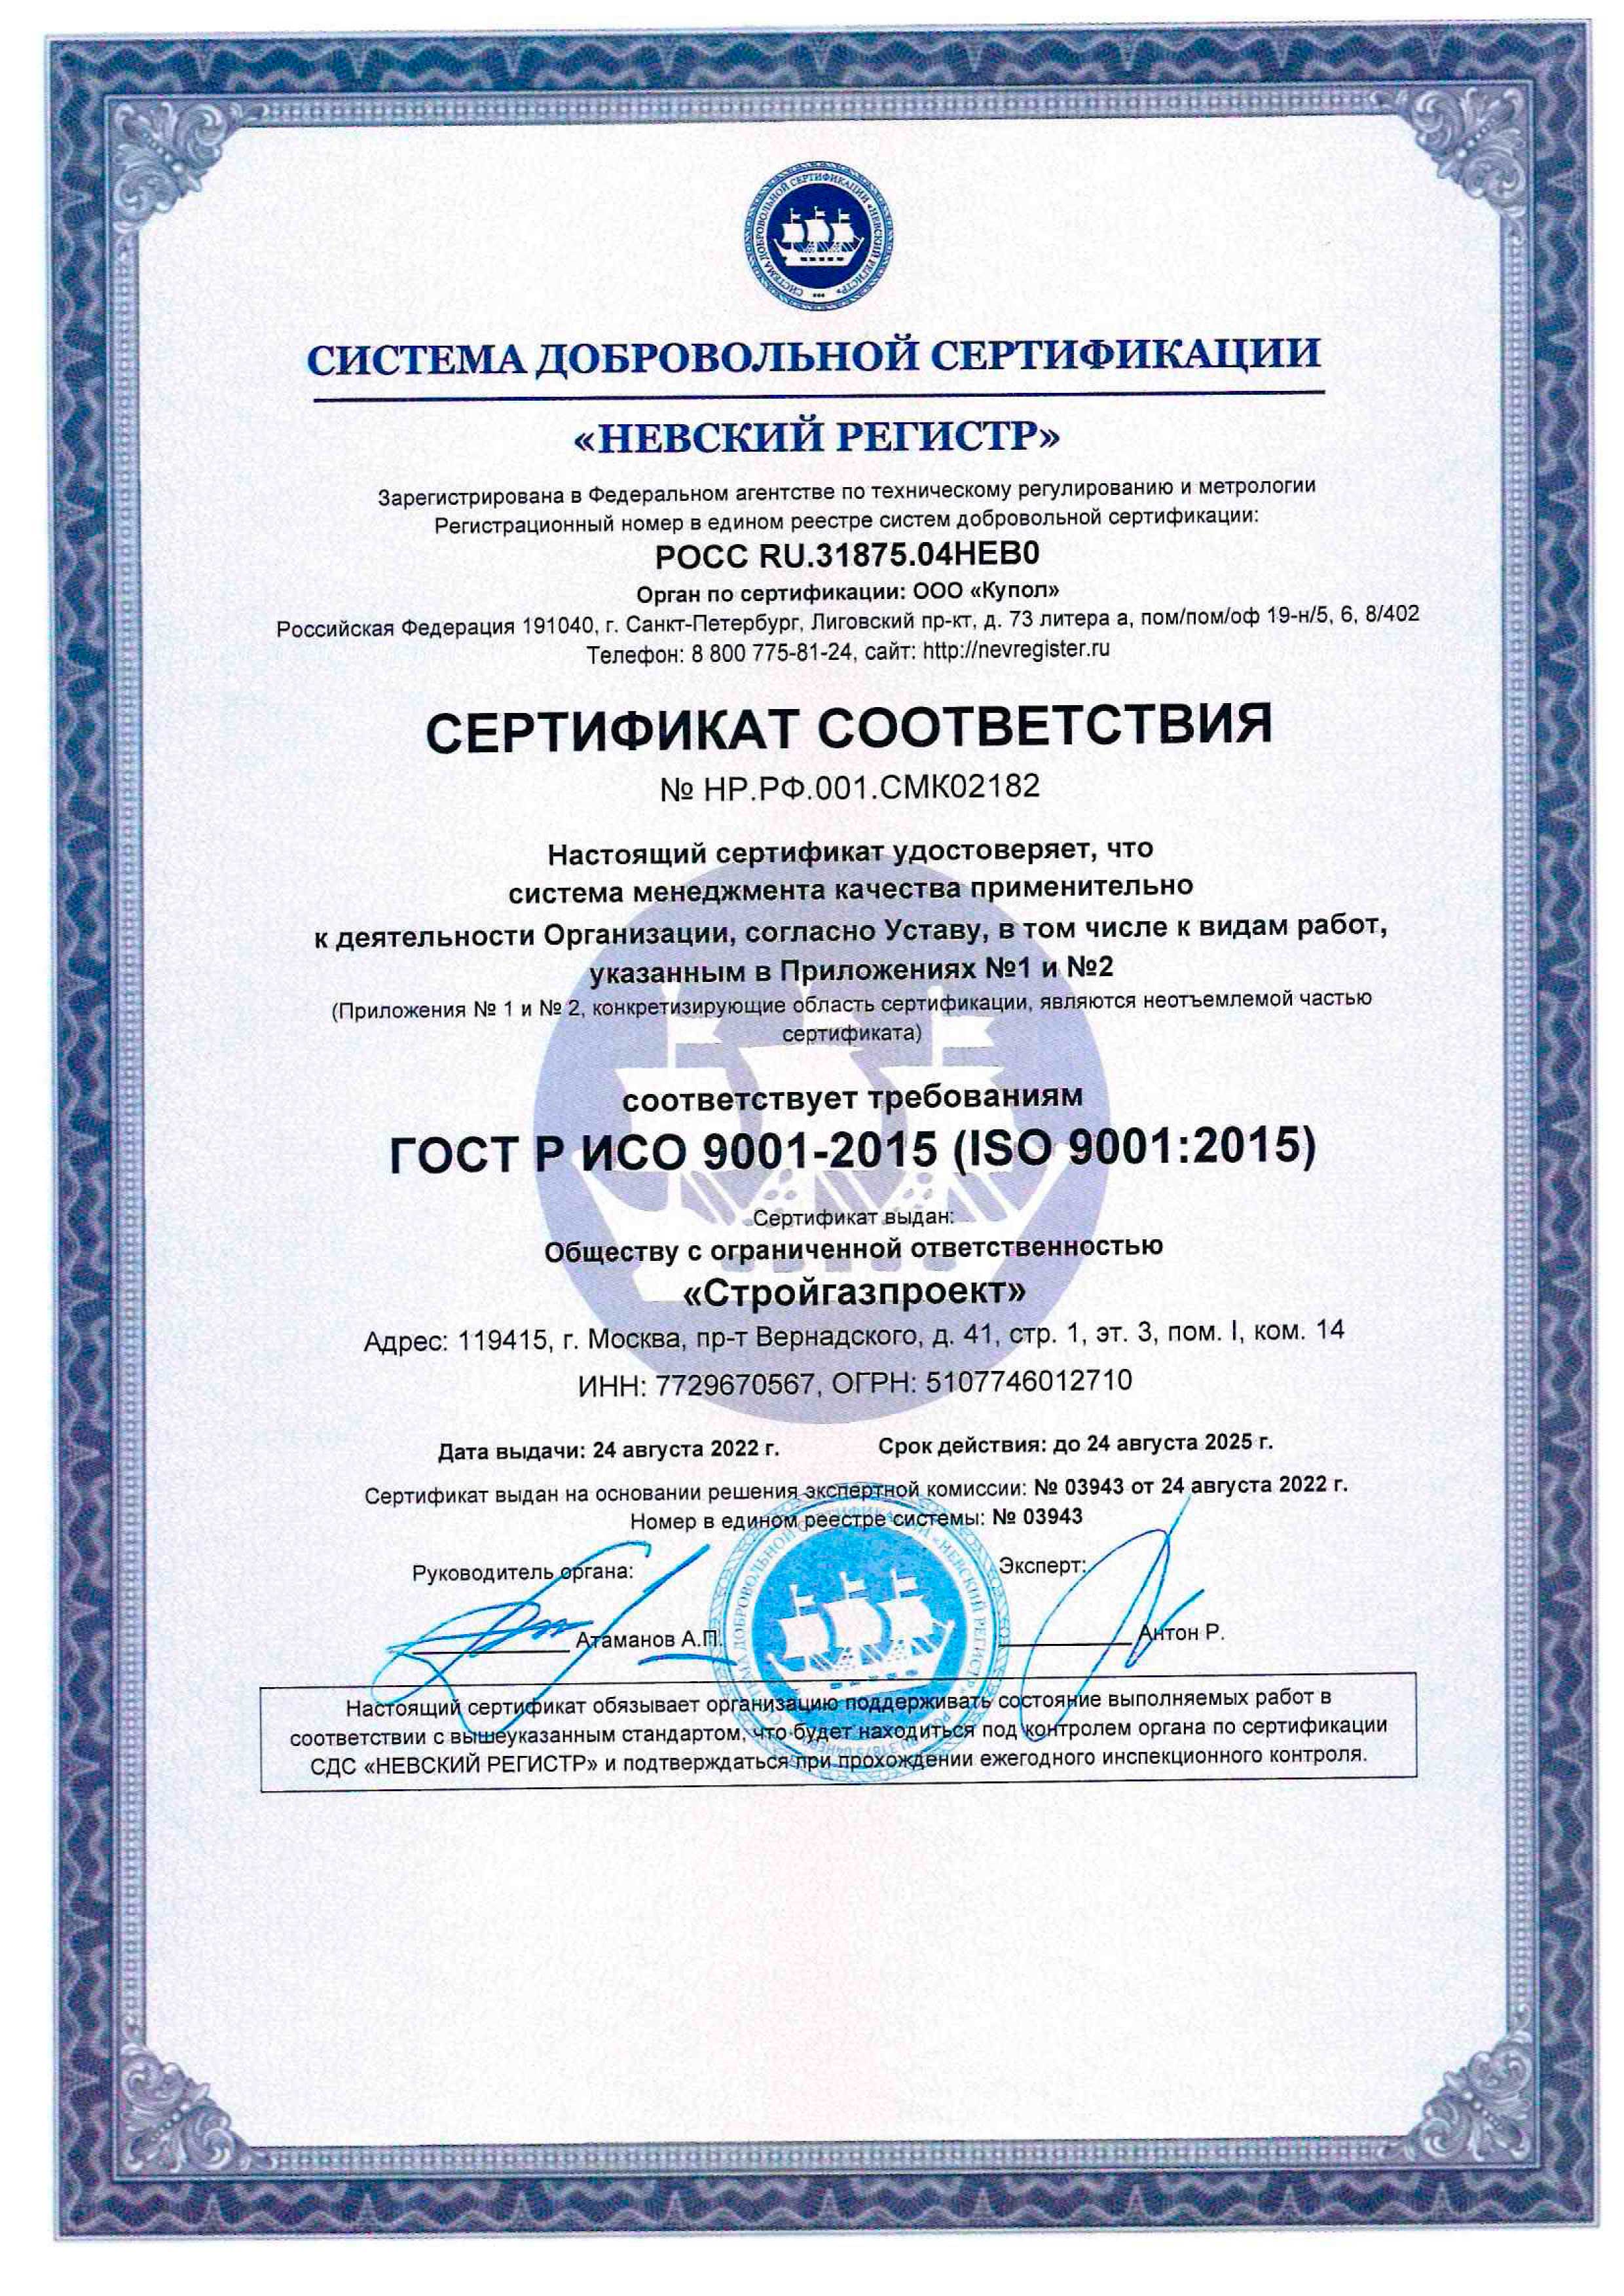 СИСТЕМА ДОБРОВОЛЬНОЙ СЕРТИФИКАЦИИ «НЕВСКИЙ РЕГИСТР»
СИСТЕМА ДОБРОВОЛЬНОЙ СЕРТИФИКАЦИИ
«НЕВСКИЙ РЕГИСТР»
Зарегистрирована в Федеральном агентстве по техническому регулированию и метрологии
Регистрационный номер в едином реестре систем добровольной сертификации:
РОСС RU.31875.04НЕВ0
Орган по сертификации: ООО «Купол»
Российская Федерация 191040, г. Санкт-Петербург, Лиговский пр-кт, д. 73 литера а, пом/пом/оф 19-н/5, 6, 8/402
Телефон: 8 800 775-81-24, сайт: http://nevregister.ru
СЕРТИФИКАТ СООТВЕТСТВИЯ
№ НР.РФ.001.СМК02182
Настоящий сертификат удостоверяет, что
система менеджмента качества применительно
к деятельности Организации, согласно Уставу, в том числе к видам работ,
указанным в Приложениях №1 и №2
(Приложения № 1 и № 2, конкретизирующие область сертификации, являются неотъемлемой частью
сертификата)
соответствует требованиям
ГОСТ Р ИСО 9001-2015 (ISO 9001:2015)
Сертификат выдан:
Обществу с ограниченной ответственностью
«Стройгазпроект»
Адрес: 119415, г. Москва, пр-т Вернадского, д. 41, стр. 1, эт. 3, пом. I, ком. 14
ИНН: 7729670567, ОГРН: 5107746012710
Дата выдачи: 24 августа 2022 г. Срок действия: до 24 августа 2025 г.
Сертификат выдан на основании решения экспертной комиссии: № 03943 от 24 августа 2022 г.
Номер в едином реестре системы: № 03943
Руководитель органа: Эксперт:
Атаманов А.П. Антон Р.
Настоящий сертификат обязывает организацию поддерживать состояние выполняемых работ в
соответствии с вышеуказанным стандартом, что будет находиться под контролем органа по сертификации
СДС «НЕВСКИЙ РЕГИСТР» и подтверждаться при прохождении ежегодного инспекционного контроля.